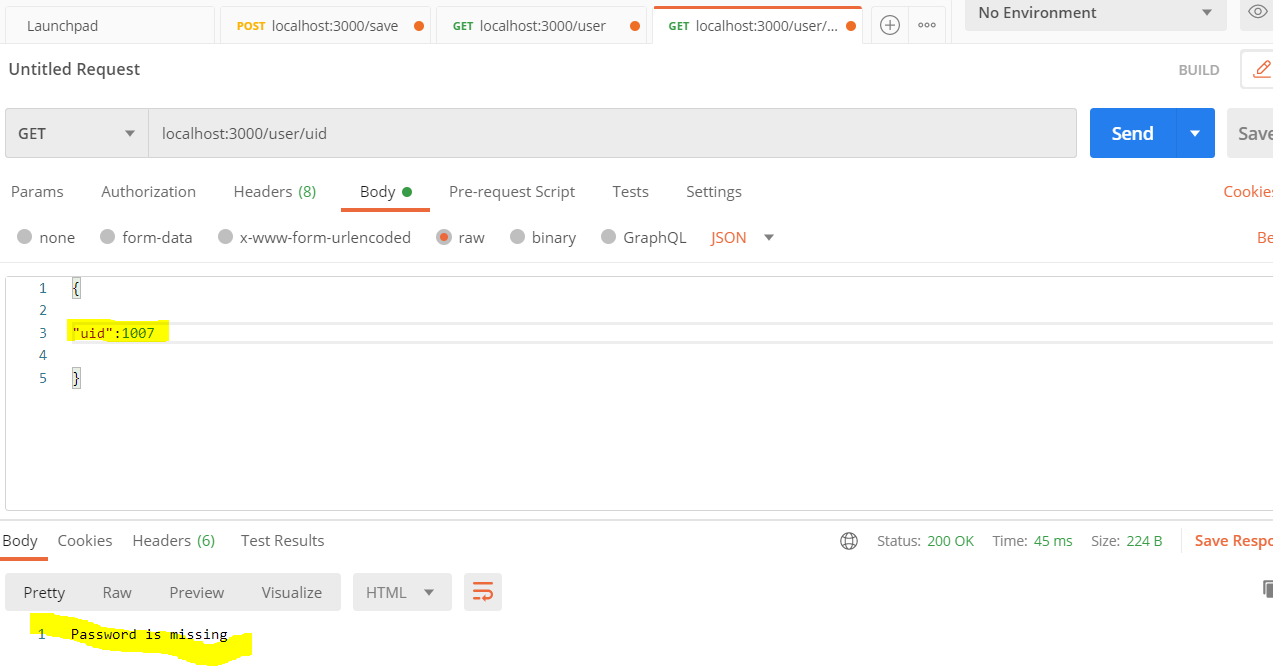 Launchpad POST localhost:3000/save GET localhost:3000/user GET localhost:3000/user/... No Environment
Untitled Request BUILD
GET localhost:3000/user/uid Send Save
Params Authorization Headers (8) Body Pre-request Script Tests Settings Cookies
none form-data x-www-form-urlencoded raw binary GraphQL JSON Be
1 {
2
3 "uid":1007
4
5 }
Body Cookies Headers (6) Test Results Status: 200 OK Time: 45 ms Size: 224 B Save Respo
Pretty Raw Preview Visualize HTML
1 Password is missing